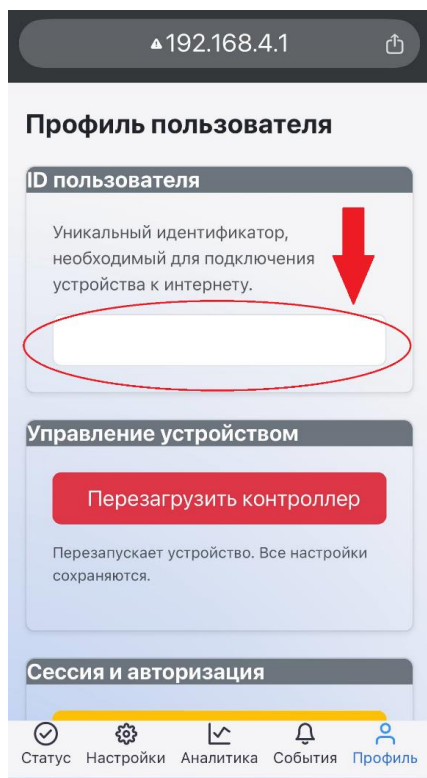 192.168.4.1
Профиль пользователя
ID пользователя
Уникальный идентификатор,
необходимый для подключения
устройства к интернету.
Управление устройством
Перезагрузить контроллер
Перезапускает устройство. Все настройки
сохраняются.
Сессия и авторизация
Статус Настройки Аналитика События Профиль